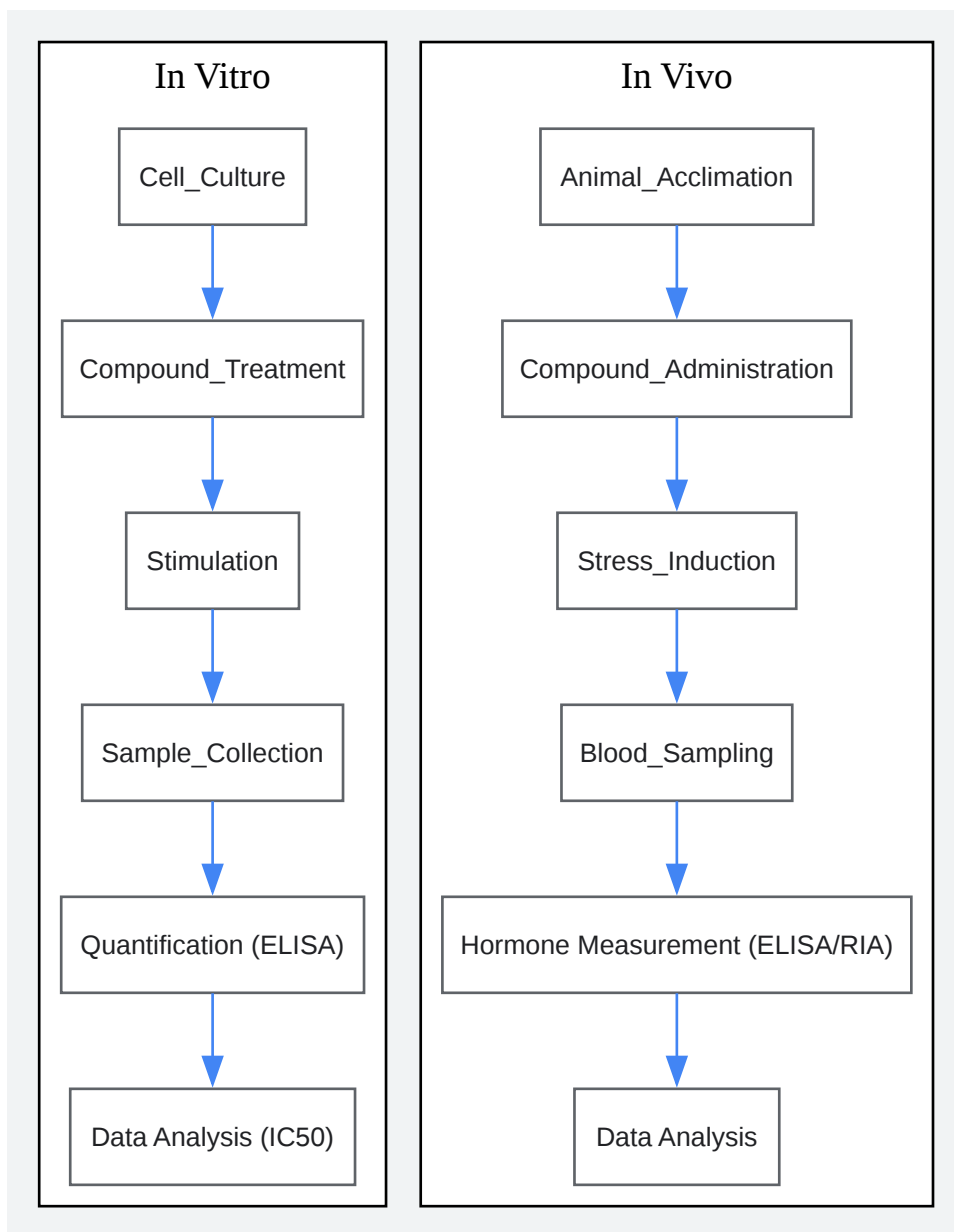 In Vitro
Cell_Culture
Compound_Treatment
Stimulation
Sample_Collection
Quantification (ELISA)
Data Analysis (IC50)
In Vivo
Animal_Acclimation
Compound_Administration
Stress_Induction
Blood_Sampling
Hormone Measurement (ELISA/RIA)
Data Analysis